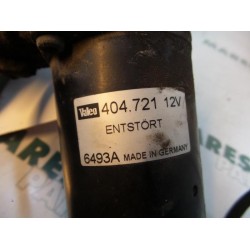 Valeo 404.721 12V
ENTSTÖRT
6493A MADE IN GERMANY